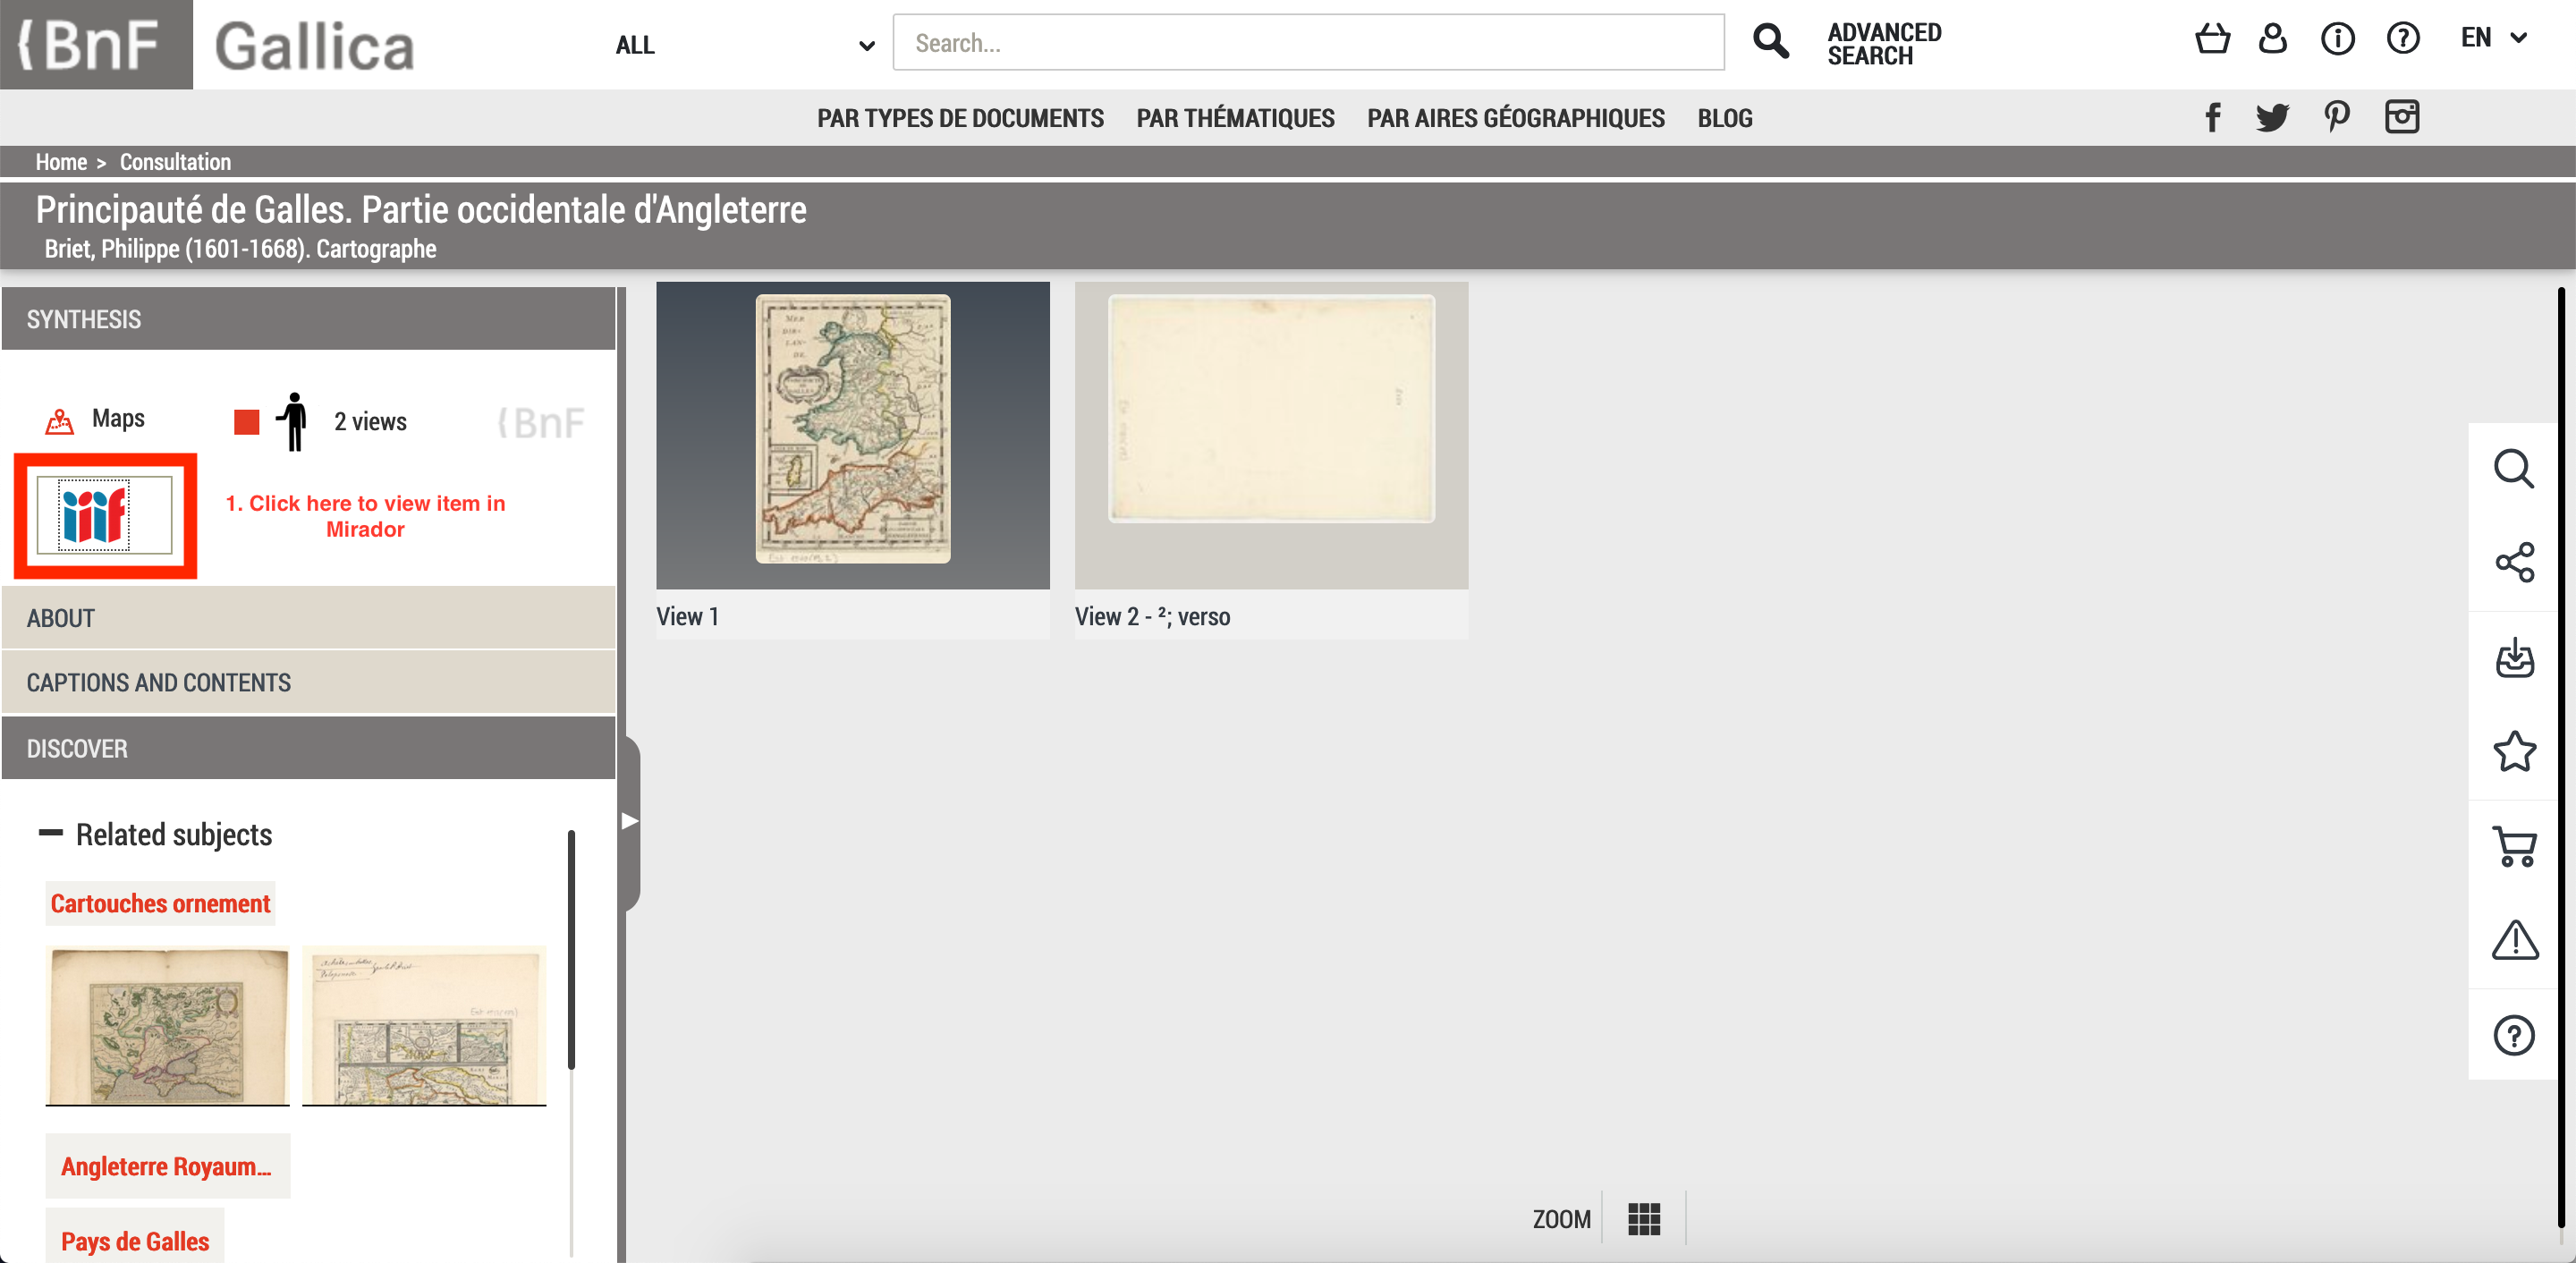 BnF Gallica ALL Search... ADVANCED SEARCH EN
PAR TYPES DE DOCUMENTS PAR THÉMATIQUES PAR AIRES GÉOGRAPHIQUES BLOG
Home > Consultation
Principauté de Galles. Partie occidentale d'Angleterre
Briet, Philippe (1601-1668). Cartographe
SYNTHESIS
Maps 2 views BnF
iiif
1. Click here to view item in
Mirador
ABOUT
CAPTIONS AND CONTENTS
DISCOVER
Related subjects
Cartouches ornement
Angleterre Royaum...
Pays de Galles
View 1
View 2 - ²; verso
ZOOM